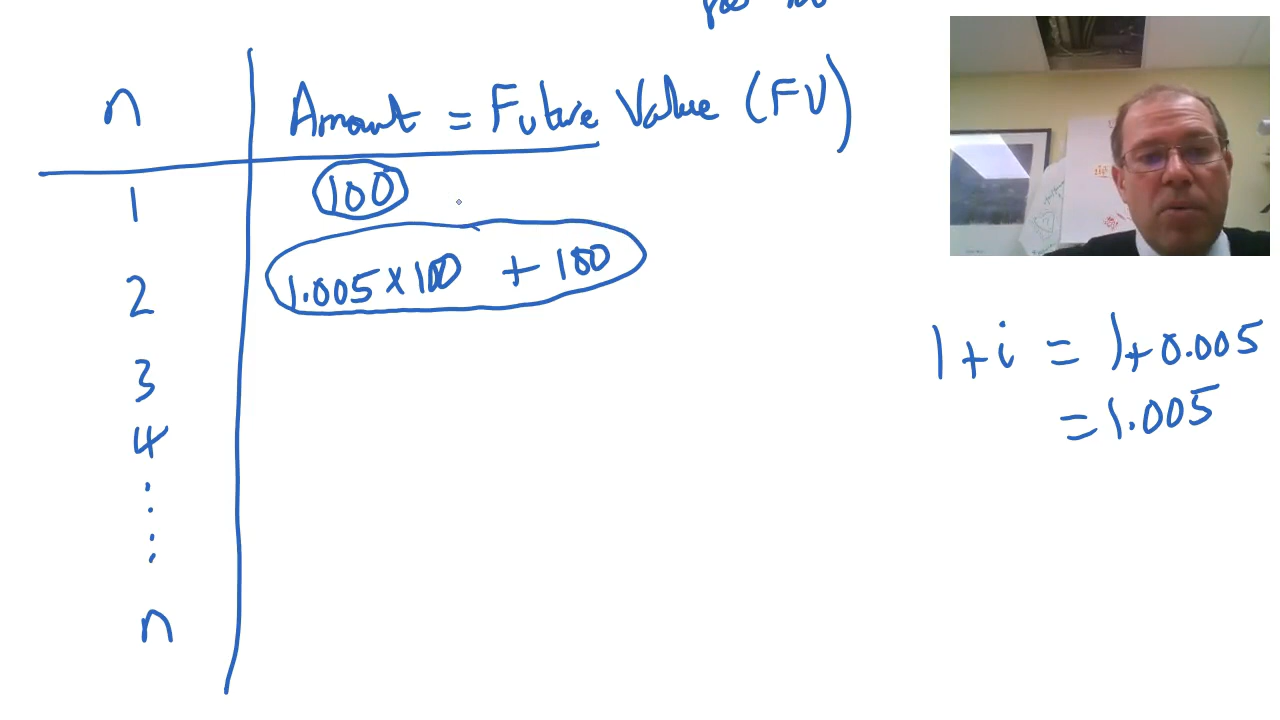 n Amount = Future Value (FV)
1 100
2 1.005 × 100 + 100
3
4
⋮
n
1 + i = 1 + 0.005
= 1.005